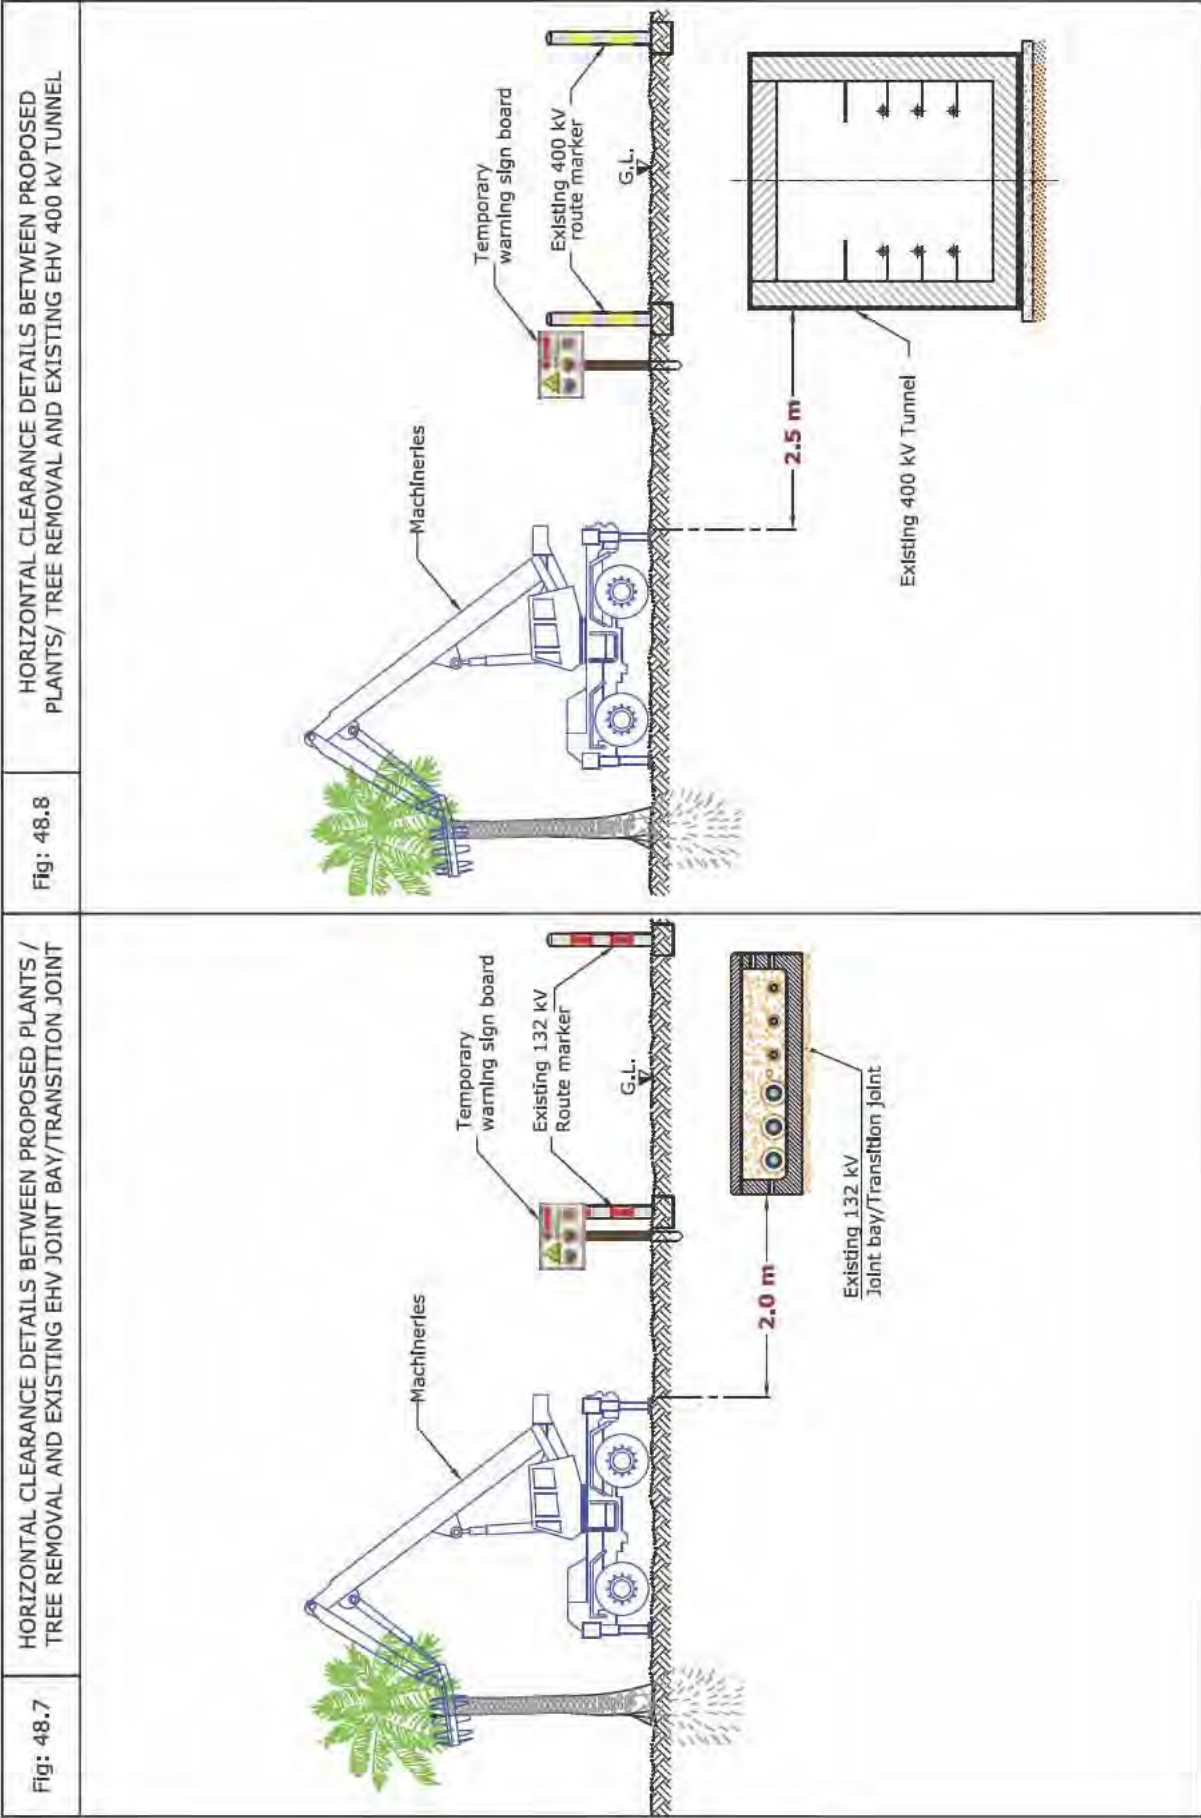 Fig: 48.7
HORIZONTAL CLEARANCE DETAILS BETWEEN PROPOSED PLANTS /
TREE REMOVAL AND EXISTING EHV JOINT BAY/TRANSITION JOINT
Machineries
Temporary
warning sign board
Existing 132 kV
Route marker
G.L.
2.0 m
Existing 132 kV
Joint bay/Transition joint
Fig: 48.8
HORIZONTAL CLEARANCE DETAILS BETWEEN PROPOSED
PLANTS/ TREE REMOVAL AND EXISTING EHV 400 kV TUNNEL
Machineries
Temporary
warning sign board
Existing 400 kV
route marker
G.L.
2.5 m
Existing 400 kV Tunnel